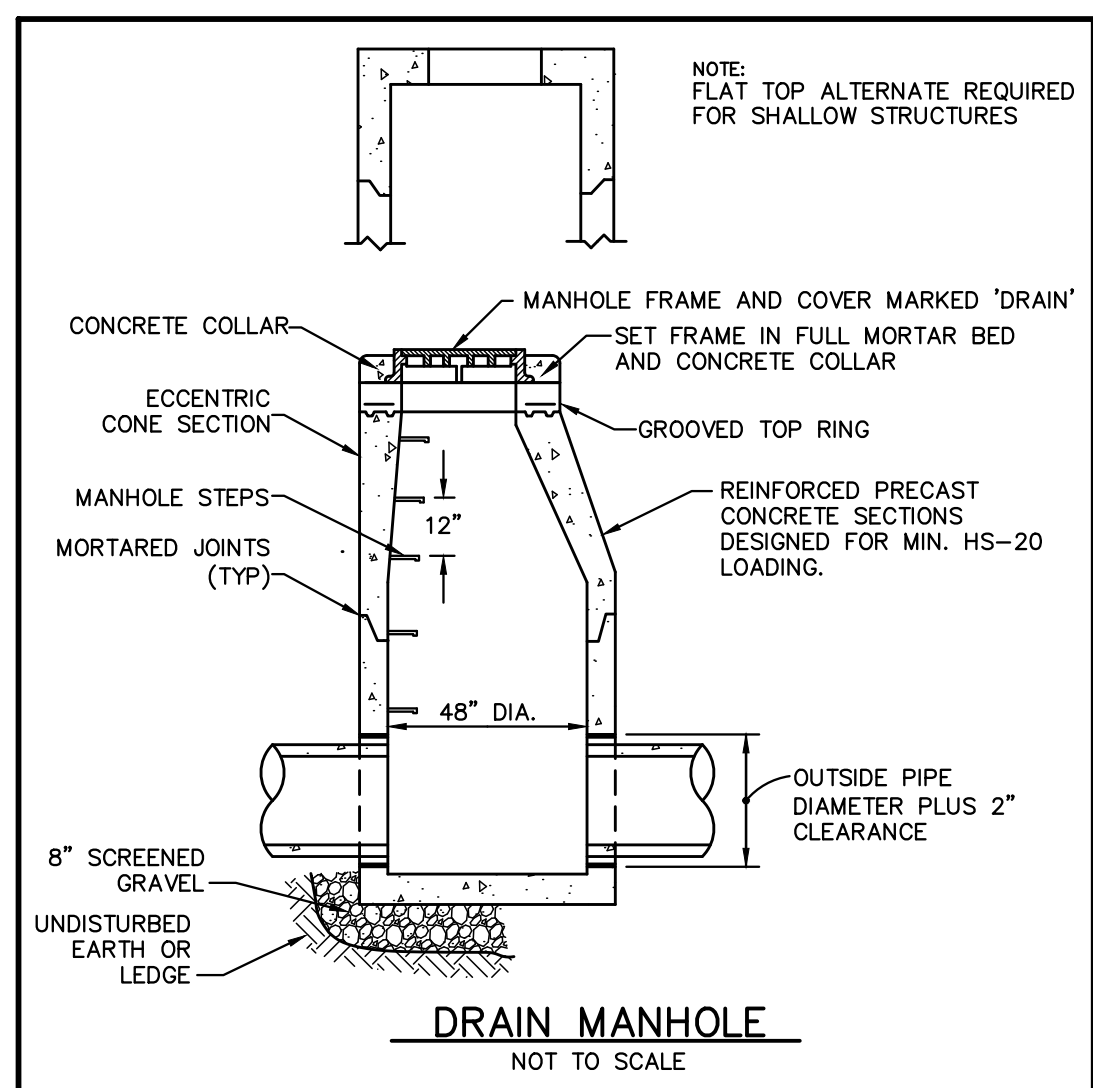 NOTE:
FLAT TOP ALTERNATE REQUIRED
FOR SHALLOW STRUCTURES
MANHOLE FRAME AND COVER MARKED 'DRAIN'
CONCRETE COLLAR
SET FRAME IN FULL MORTAR BED
AND CONCRETE COLLAR
ECCENTRIC
CONE SECTION
GROOVED TOP RING
MANHOLE STEPS
12"
REINFORCED PRECAST
CONCRETE SECTIONS
DESIGNED FOR MIN. HS-20
LOADING.
MORTARED JOINTS
(TYP)
48" DIA.
OUTSIDE PIPE
DIAMETER PLUS 2"
CLEARANCE
8" SCREENED
GRAVEL
UNDISTURBED
EARTH OR
LEDGE
DRAIN MANHOLE
NOT TO SCALE